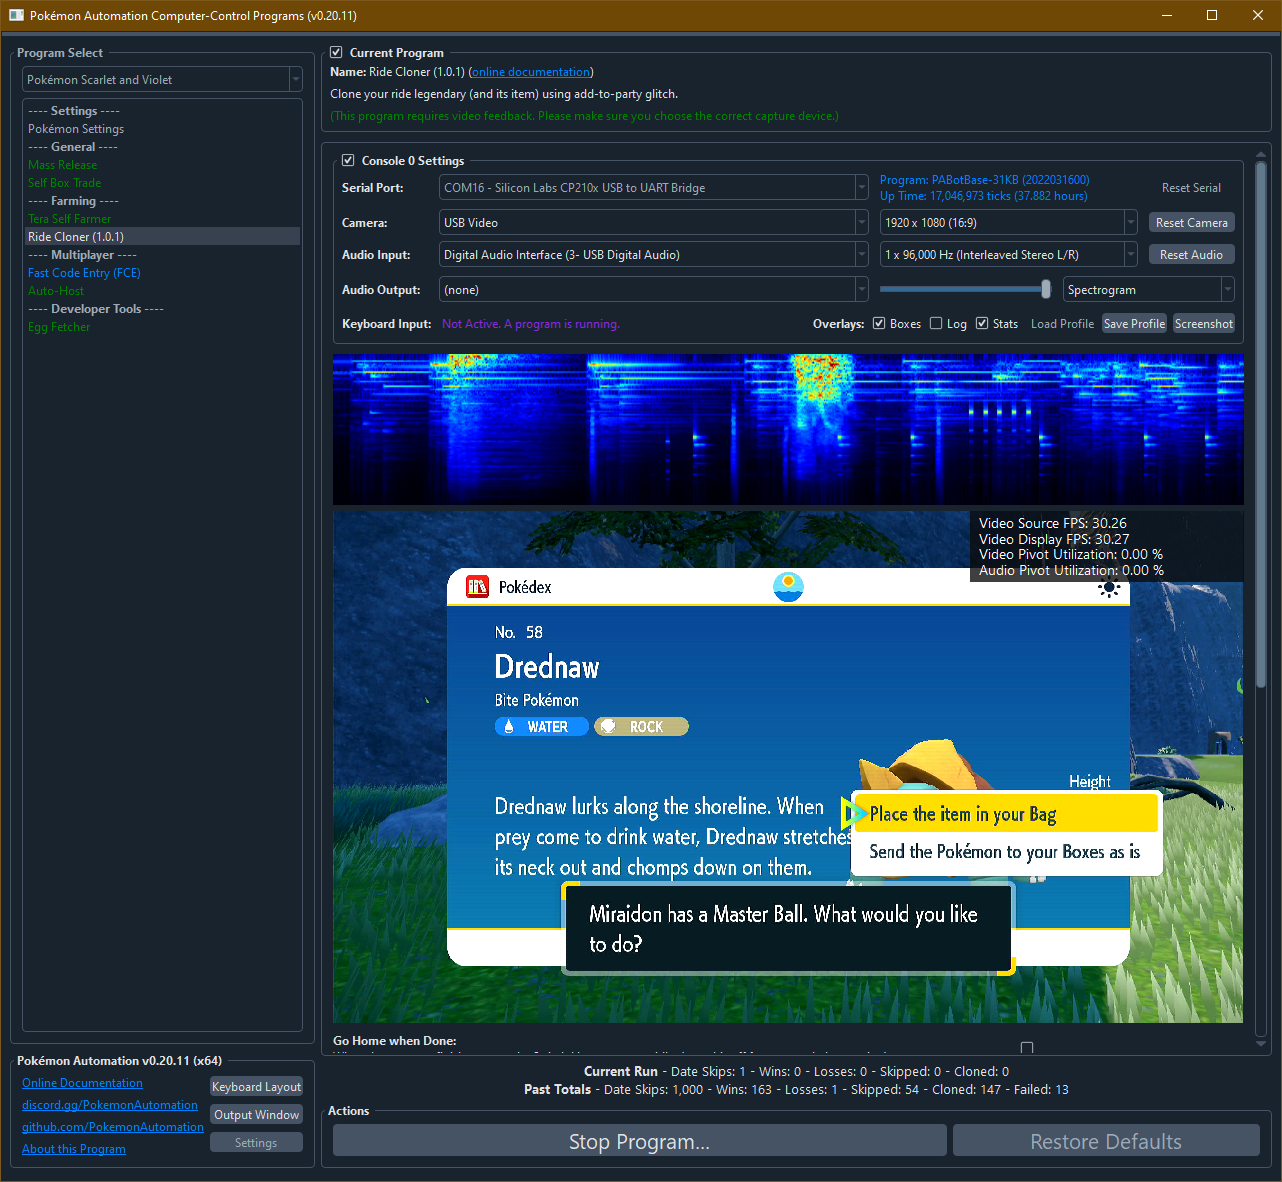 Pokémon Automation Computer-Control Programs (v0.20.11)
Program Select
Pokémon Scarlet and Violet
---- Settings ----
Pokémon Settings
---- General ----
Mass Release
Self Box Trade
---- Farming ----
Tera Self Farmer
Ride Cloner (1.0.1)
---- Multiplayer ----
Fast Code Entry (FCE)
Auto-Host
---- Developer Tools ----
Egg Fetcher
Pokémon Automation v0.20.11 (x64)
Online Documentation
Keyboard Layout
discord.gg/PokemonAutomation
Output Window
github.com/PokemonAutomation
Settings
About this Program
Current Program
Name: Ride Cloner (1.0.1) (online documentation)
Clone your ride legendary (and its item) using add-to-party glitch.
(This program requires video feedback. Please make sure you choose the correct capture device.)
Console 0 Settings
Serial Port: COM16 - Silicon Labs CP210x USB to UART Bridge
Program: PABotBase-31KB (2022031600)
Up Time: 17,046,973 ticks (37.882 hours)
Reset Serial
Camera: USB Video 1920 x 1080 (16:9) Reset Camera
Audio Input: Digital Audio Interface (3- USB Digital Audio) 1 x 96,000 Hz (Interleaved Stereo L/R) Reset Audio
Audio Output: (none) Spectrogram
Keyboard Input: Not Active. A program is running. Overlays: Boxes Log Stats Load Profile Save Profile Screenshot
Video Source FPS: 30.26
Video Display FPS: 30.27
Video Pivot Utilization: 0.00 %
Audio Pivot Utilization: 0.00 %
Pokédex
No. 58
Drednaw
Bite Pokémon
WATER ROCK
Height
Drednaw lurks along the shoreline. When
prey come to drink water, Drednaw stretches
its neck out and chomps down on them.
Place the item in your Bag
Send the Pokémon to your Boxes as is
Miraidon has a Master Ball. What would you like
to do?
Go Home when Done:
Current Run - Date Skips: 1 - Wins: 0 - Losses: 0 - Skipped: 0 - Cloned: 0
Past Totals - Date Skips: 1,000 - Wins: 163 - Losses: 1 - Skipped: 54 - Cloned: 147 - Failed: 13
Actions
Stop Program...
Restore Defaults